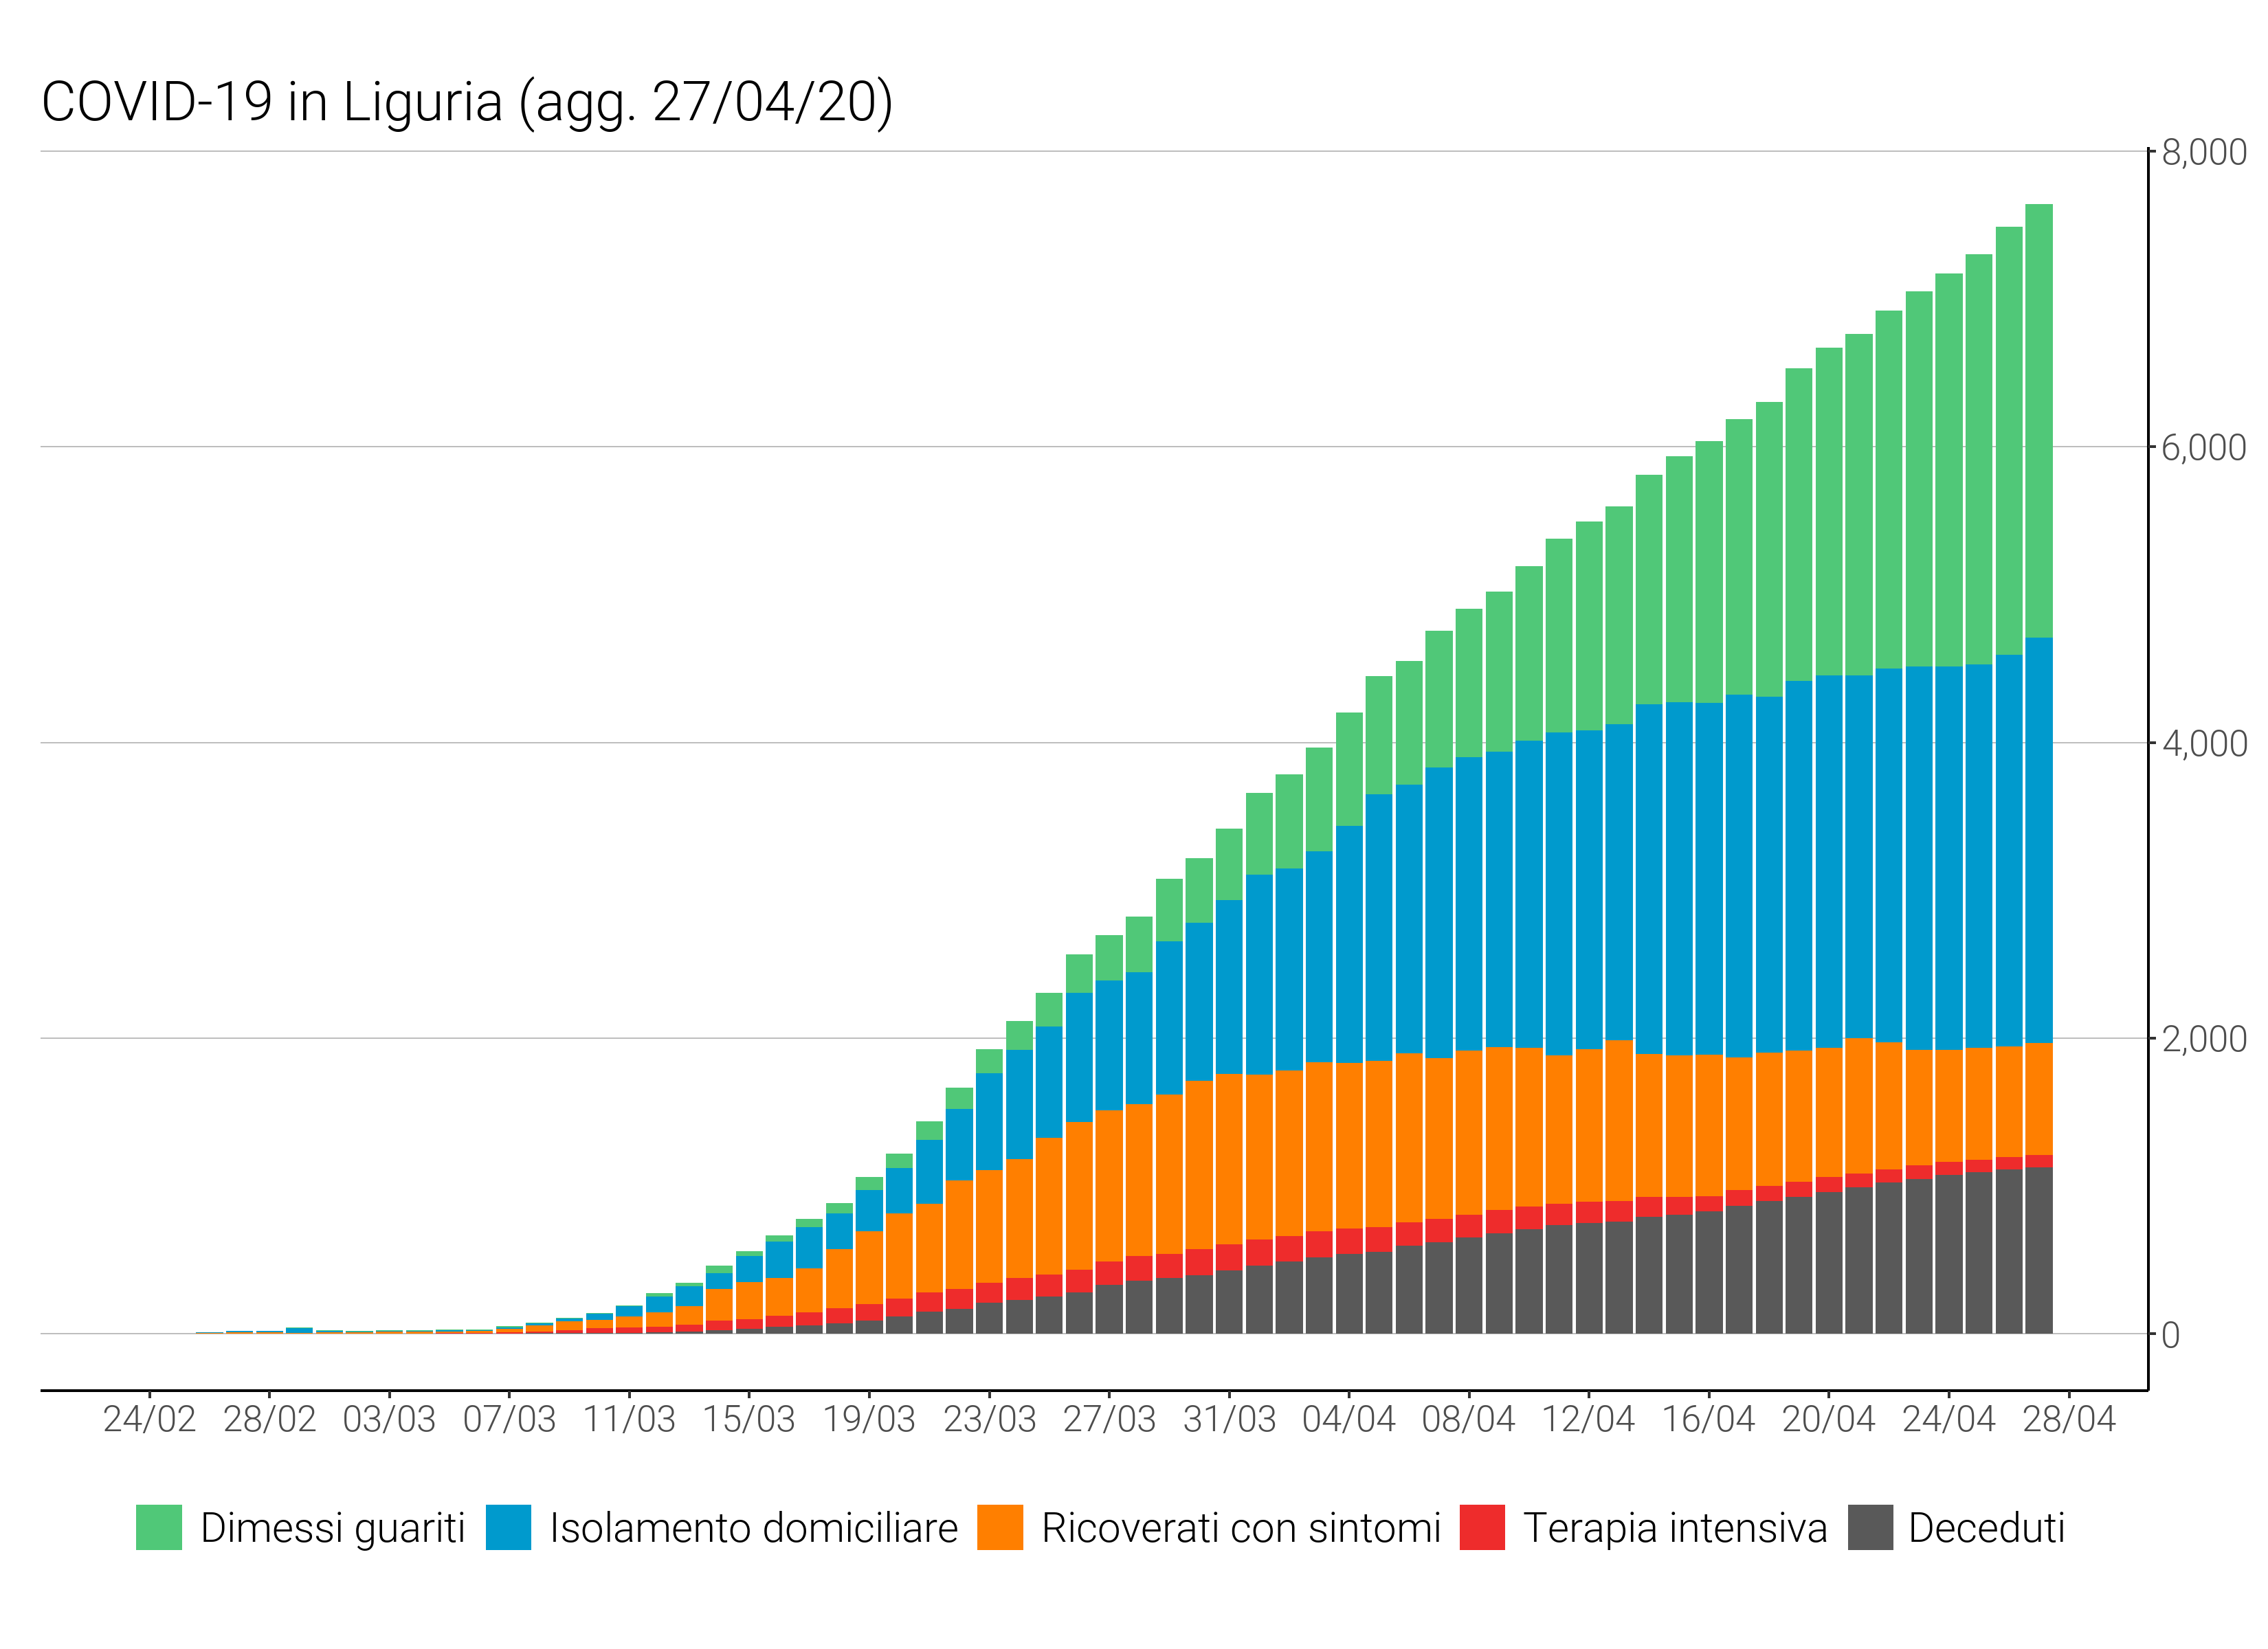 COVID-19 in Liguria (agg. 27/04/20)
8,000
6,000
4,000
2,000
0
24/02 28/02 03/03 07/03 11/03 15/03 19/03 23/03 27/03 31/03 04/04 08/04 12/04 16/04 20/04 24/04 28/04
Dimessi guariti Isolamento domiciliare Ricoverati con sintomi Terapia intensiva Deceduti